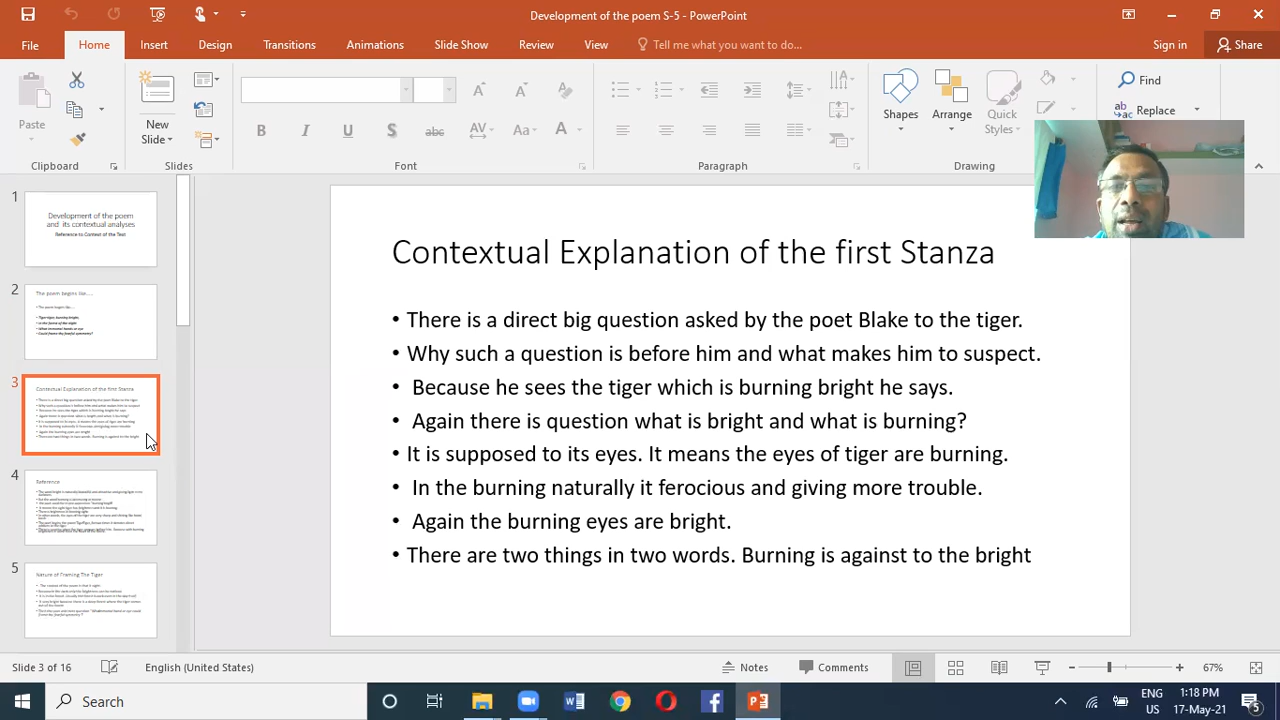 Development of the poem S-5 - PowerPoint
File Home Insert Design Transitions Animations Slide Show Review View Tell me what you want to do... Sign in Share
Paste
New
Slide
Shapes Arrange Quick
Styles
Find
Replace
Clipboard Slides Font Paragraph Drawing
1
Development of the poem
and its contextual analyses
Reference to Context of the Text
2
The poem begins like....
3
Contextual Explanation of the first Stanza
4
Reference
5
Nature of Framing The Tiger
Contextual Explanation of the first Stanza
• There is a direct big question asked by the poet Blake to the tiger.
• Why such a question is before him and what makes him to suspect.
• Because he sees the tiger which is burning bright he says.
• Again there is question what is bright and what is burning?
• It is supposed to its eyes. It means the eyes of tiger are burning.
• In the burning naturally it ferocious and giving more trouble.
• Again the burning eyes are bright.
• There are two things in two words. Burning is against to the bright
Slide 3 of 16 English (United States) Notes Comments 67%
Search
ENG
US
1:18 PM
17-May-21
5